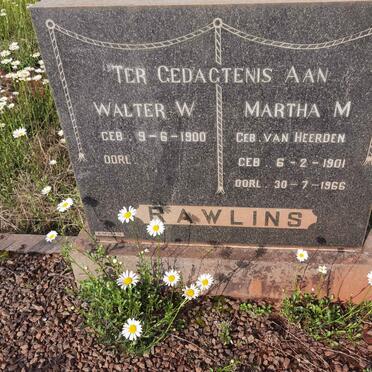 TER GEDAGTENIS AAN
WALTER W.
GEB. 9-6-1900
OORL.
MARTHA M
GEB. VAN HEERDEN
GEB 6-2-1901
OORL. 30-7-1966
RAWLINS